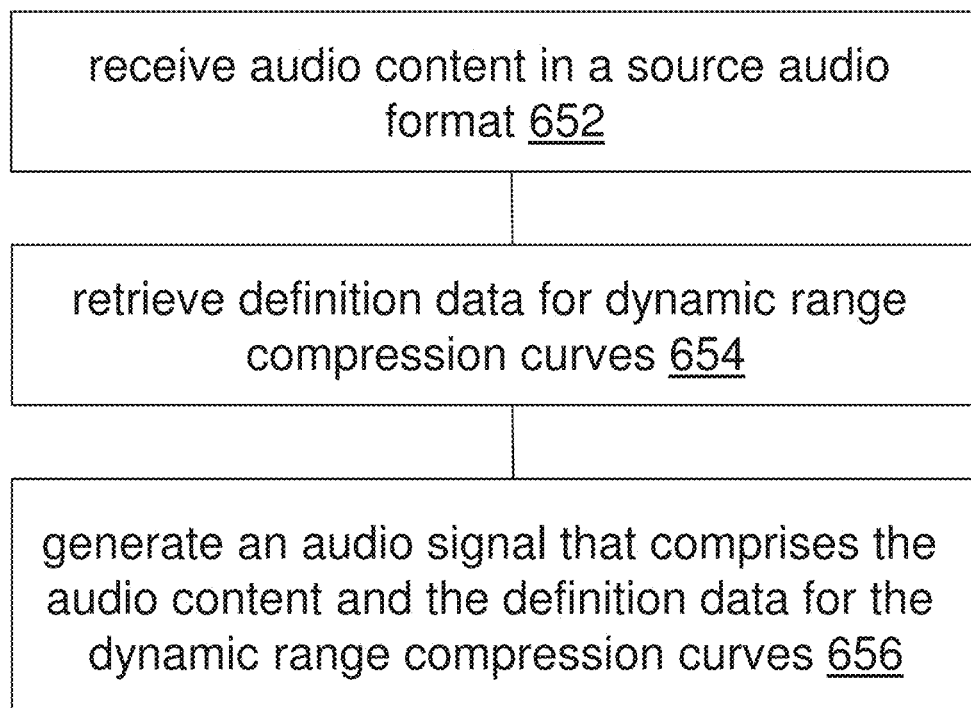 receive audio content in a source audio
format 652
retrieve definition data for dynamic range
compression curves 654
generate an audio signal that comprises the
audio content and the definition data for the
dynamic range compression curves 656